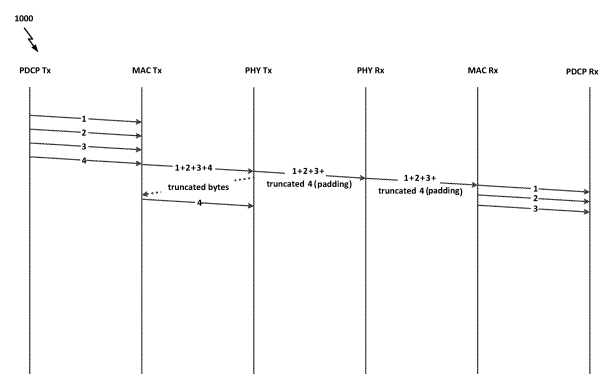 1000
PDCP Tx
MAC Tx
PHY Tx
PHY Rx
MAC Rx
PDCP Rx
1
2
3
4
1+2+3+4
1+2+3+
truncated 4 (padding)
1+2+3+
truncated 4 (padding)
truncated bytes
4
1
2
3